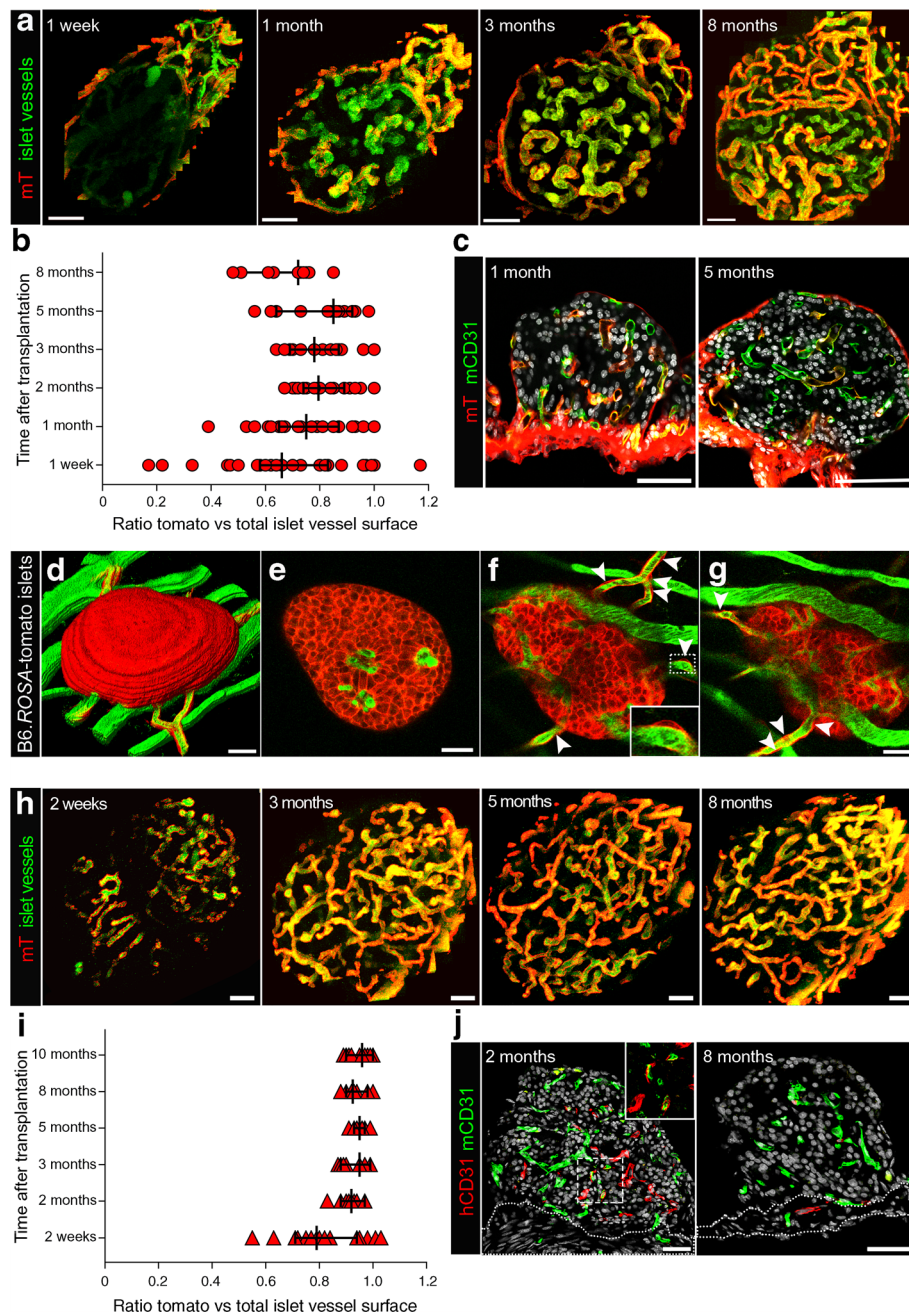 a
1 week
1 month
3 months
8 months
mT islet vessels
b
Time after transplantation
8 months
5 months
3 months
2 months
1 month
1 week
0
0.2
0.4
0.6
0.8
1.0
1.2
Ratio tomato vs total islet vessel surface
c
1 month
5 months
mT mCD31
d
e
f
g
B6.ROSA-tomato islets
h
2 weeks
3 months
5 months
8 months
mT islet vessels
i
Time after transplantation
10 months
8 months
5 months
3 months
2 months
2 weeks
0
0.2
0.4
0.6
0.8
1.0
1.2
Ratio tomato vs total islet vessel surface
j
2 months
8 months
hCD31 mCD31